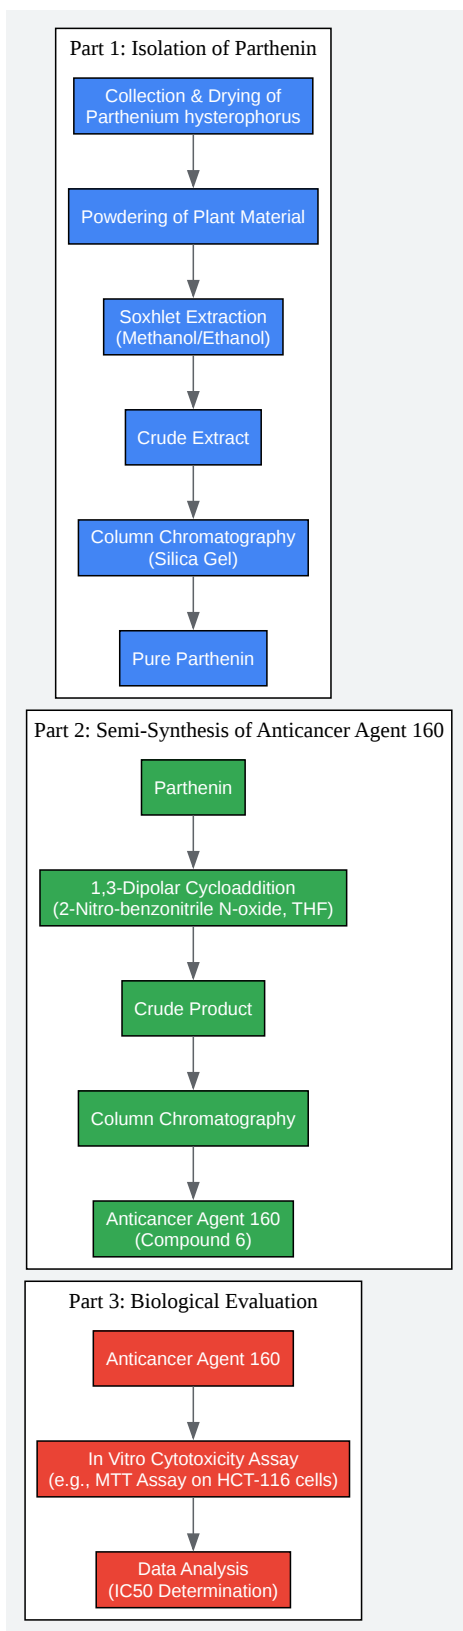 Part 1: Isolation of Parthenin
Collection & Drying of
Parthenium hysterophorus
Powdering of Plant Material
Soxhlet Extraction
(Methanol/Ethanol)
Crude Extract
Column Chromatography
(Silica Gel)
Pure Parthenin
Part 2: Semi-Synthesis of Anticancer Agent 160
Parthenin
1,3-Dipolar Cycloaddition
(2-Nitro-benzonitrile N-oxide, THF)
Crude Product
Column Chromatography
Anticancer Agent 160
(Compound 6)
Part 3: Biological Evaluation
Anticancer Agent 160
In Vitro Cytotoxicity Assay
(e.g., MTT Assay on HCT-116 cells)
Data Analysis
(IC50 Determination)